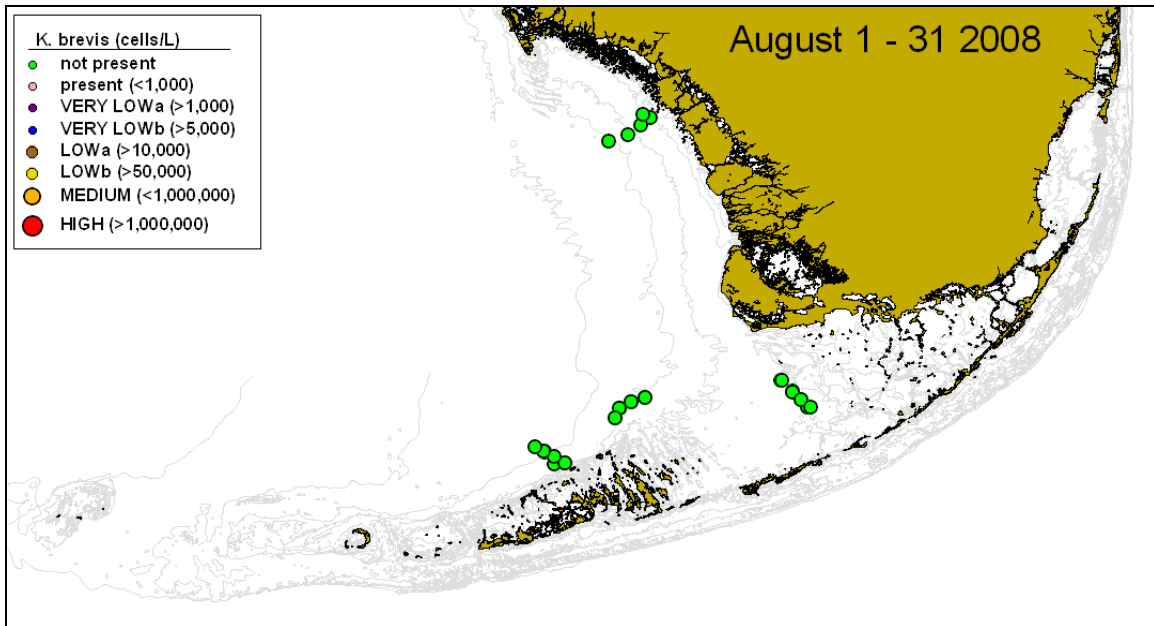 K. brevis (cells/L)
not present
present (<1,000)
VERY LOWa (>1,000)
VERY LOWb (>5,000)
LOWa (>10,000)
LOWb (>50,000)
MEDIUM (<1,000,000)
HIGH (>1,000,000)
August 1 - 31 2008